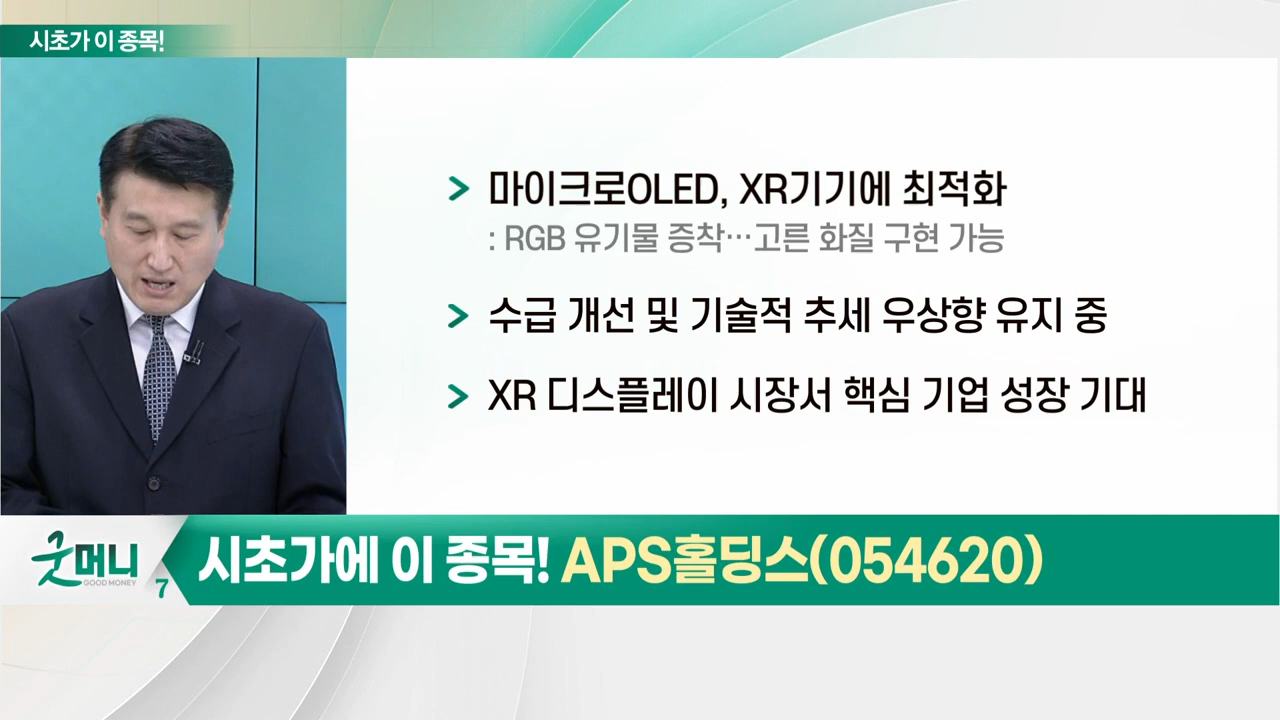 시초가 이 종목!
> 마이크로OLED, XR기기에 최적화
: RGB 유기물 증착…고른 화질 구현 가능
> 수급 개선 및 기술적 추세 우상향 유지 중
> XR 디스플레이 시장서 핵심 기업 성장 기대
굿머니
GOOD MONEY
7
시초가에 이 종목! APS홀딩스(054620)